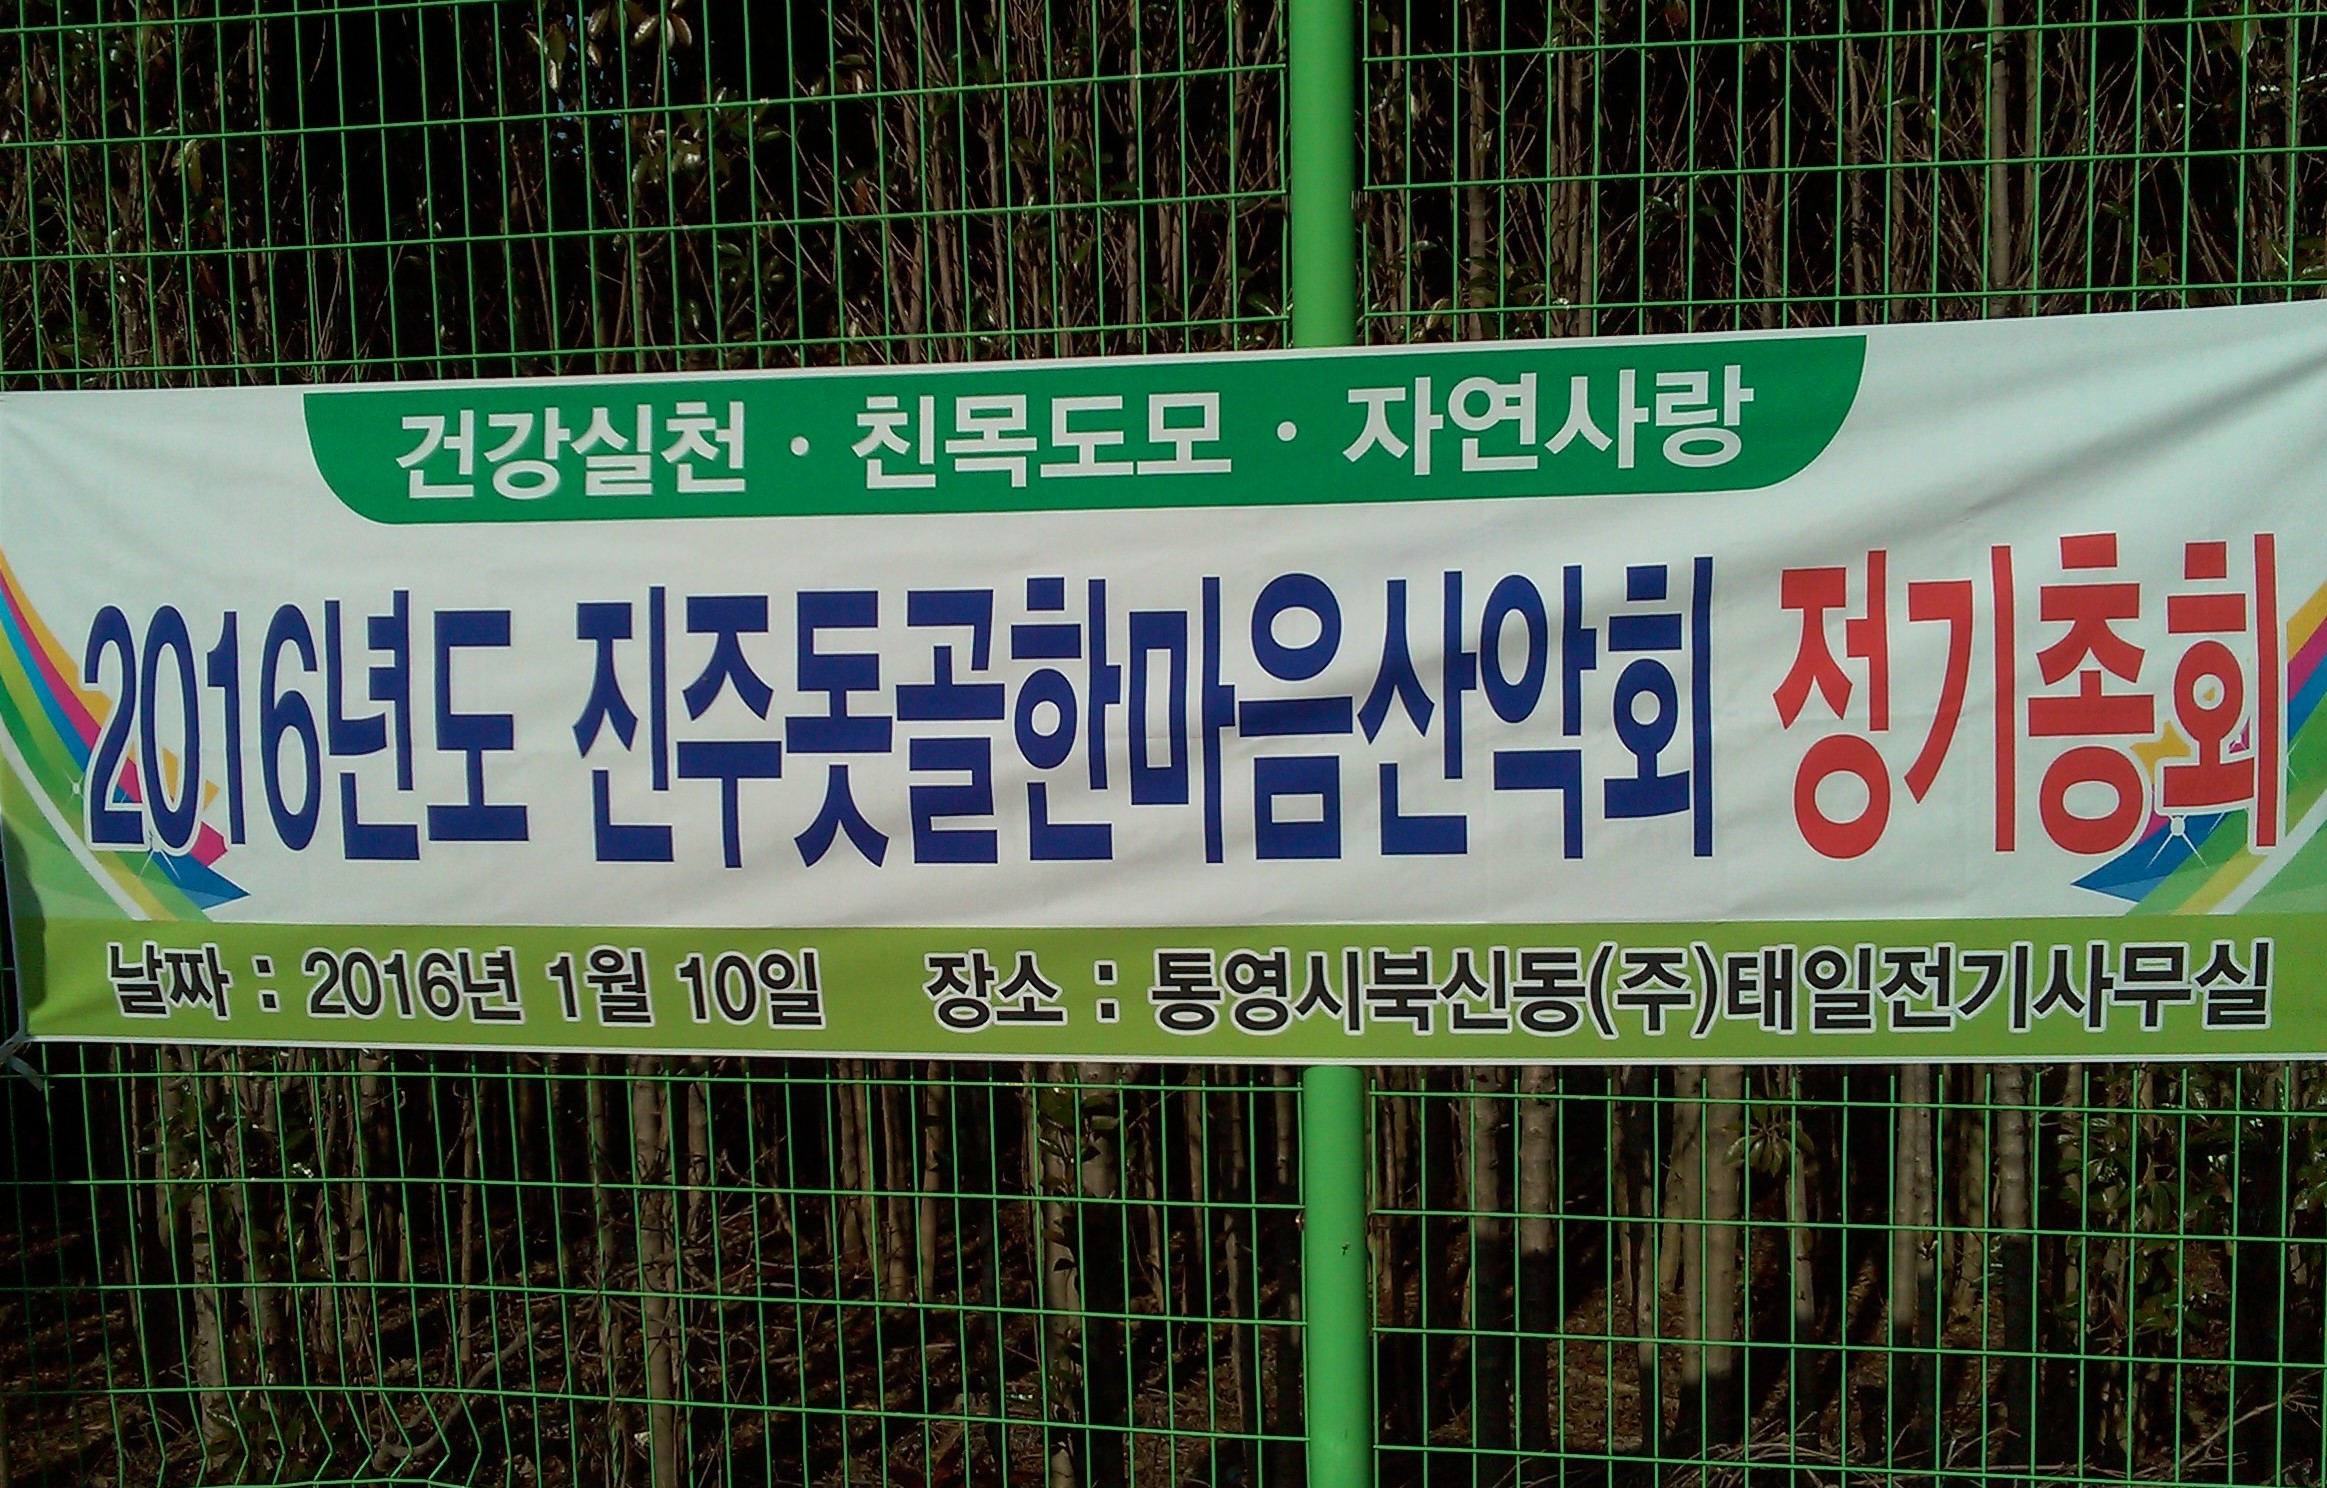 건강실천 · 친목도모 · 자연사랑
2016년도 진주돗골한마음산악회 정기총회
날짜 : 2016년 1월 10일 장소 : 통영시북신동(주)태일전기사무실